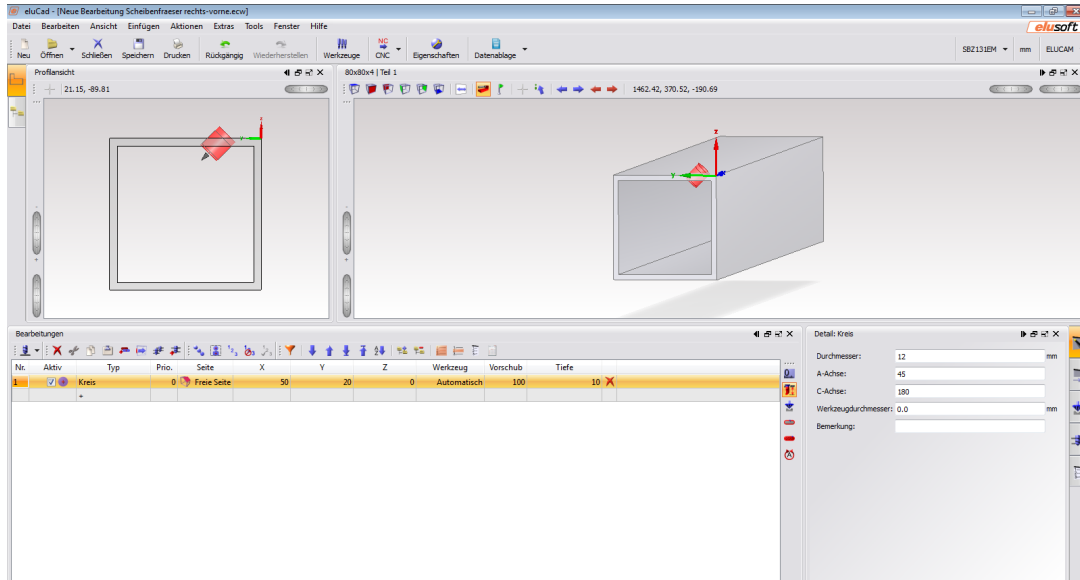 eluCad - [Neue Bearbeitung Scheibenfraeser rechts-vorne.ecw]
Datei Bearbeiten Ansicht Einfügen Aktionen Extras Tools Fenster Hilfe
elusoft
Neu Öffnen Schließen Speichern Drucken Rückgängig Wiederherstellen Werkzeuge NC CNC Eigenschaften Datenablage SBZ131EM mm ELUCAM
Profilansicht
80x80x4 | Teil 1
21.15, -89.81
1462.42, 370.52, -190.69
z
Y
z
Y
x
Bearbeitungen
Detail: Kreis
Nr. Aktiv Typ Prio. Seite X Y Z Werkzeug Vorschub Tiefe
1 Kreis 0 Freie Seite 50 20 0 Automatisch 100 10
+
Durchmesser: 12 mm
A-Achse: 45
C-Achse: 180
Werkzeugdurchmesser: 0.0 mm
Bemerkung: